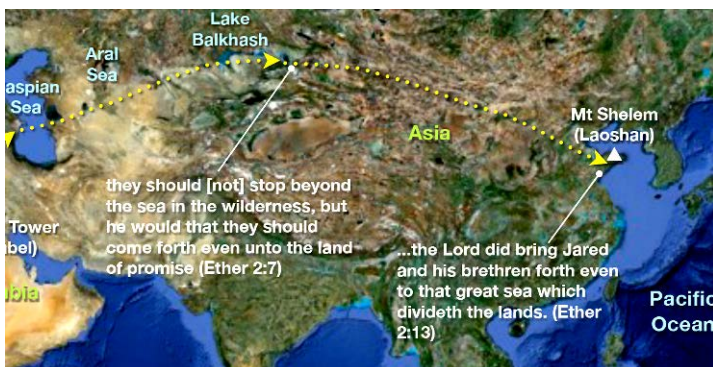 Lake
Balkhash
Aral
Sea
aspian
Sea
Asia
Mt Shelem
(Laoshan)
they should [not] stop beyond
the sea in the wilderness, but
he would that they should
come forth even unto the land
of promise (Ether 2:7)
Tower
bel)
bia
...the Lord did bring Jared
and his brethren forth even
to that great sea which
divideth the lands. (Ether
2:13)
Pacific
Ocean